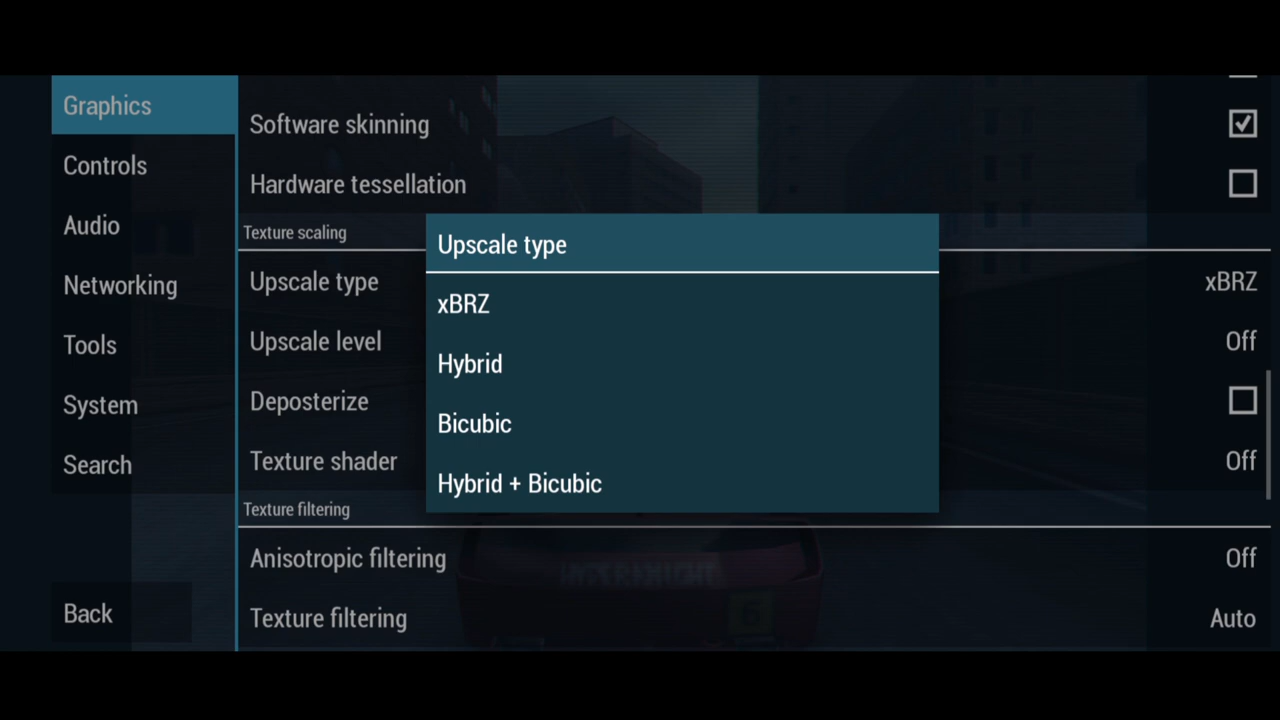 Graphics
Controls
Audio
Networking
Tools
System
Search
Back
Software skinning
Hardware tessellation
Texture scaling
Upscale type xBRZ
Upscale level Off
Deposterize
Texture shader Off
Texture filtering
Anisotropic filtering Off
Texture filtering Auto
Upscale type
xBRZ
Hybrid
Bicubic
Hybrid + Bicubic